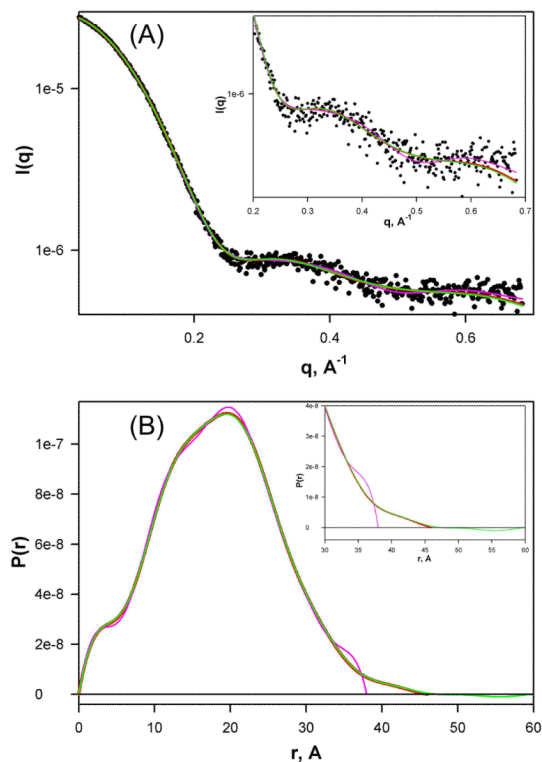 (A)
1e-5
1e-6
I(q)
0.2
0.4
0.6
q, A-1
1e-6
I(q)
0.2
0.3
0.4
0.5
0.6
0.7
q, A-1
(B)
1e-7
8e-8
6e-8
4e-8
2e-8
0
P(r)
0
10
20
30
40
50
60
r, A
4e-8
3e-8
2e-8
1e-8
0
P(r)
30
35
40
45
50
55
60
r, A